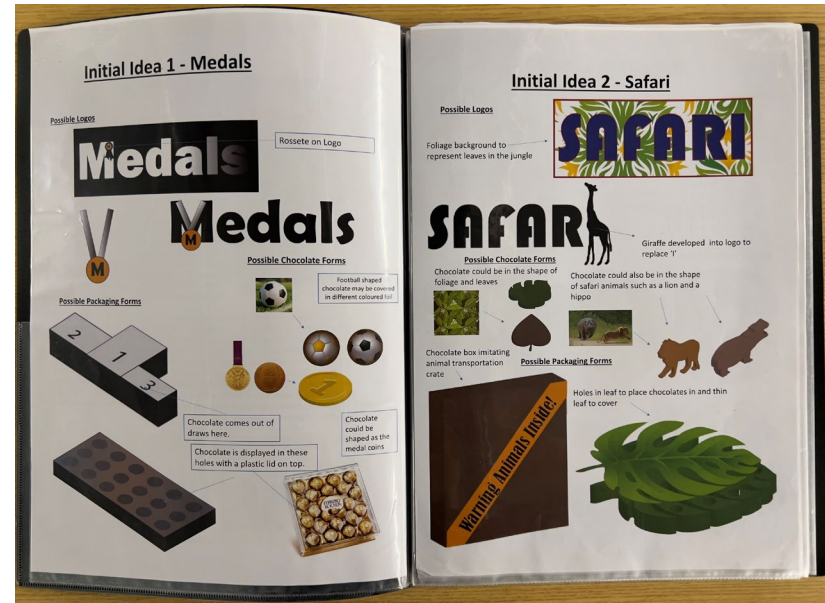 Initial Idea 1 - Medals
Possible Logos
Medals
Rossete on Logo
M
Medals
Possible Chocolate Forms
Football shaped
chocolate may be covered
in different coloured foil
Possible Packaging Forms
2
1
3
1
Chocolate comes out of
draws here.
Chocolate
could be
shaped as the
medal coins
Chocolate is displayed in these
holes with a plastic lid on top.
Initial Idea 2 - Safari
Possible Logos
SAFARI
Foliage background to
represent leaves in the jungle
SAFAR
Giraffe developed into logo to
replace 'I'
Possible Chocolate Forms
Chocolate could be in the shape of
foliage and leaves
Chocolate could also be in the shape
of safari animals such as a lion and a
hippo
Chocolate box imitating
animal transportation
crate
Possible Packaging Forms
Holes in leaf to place chocolates in and thin
leaf to cover
Warning Animals Inside!